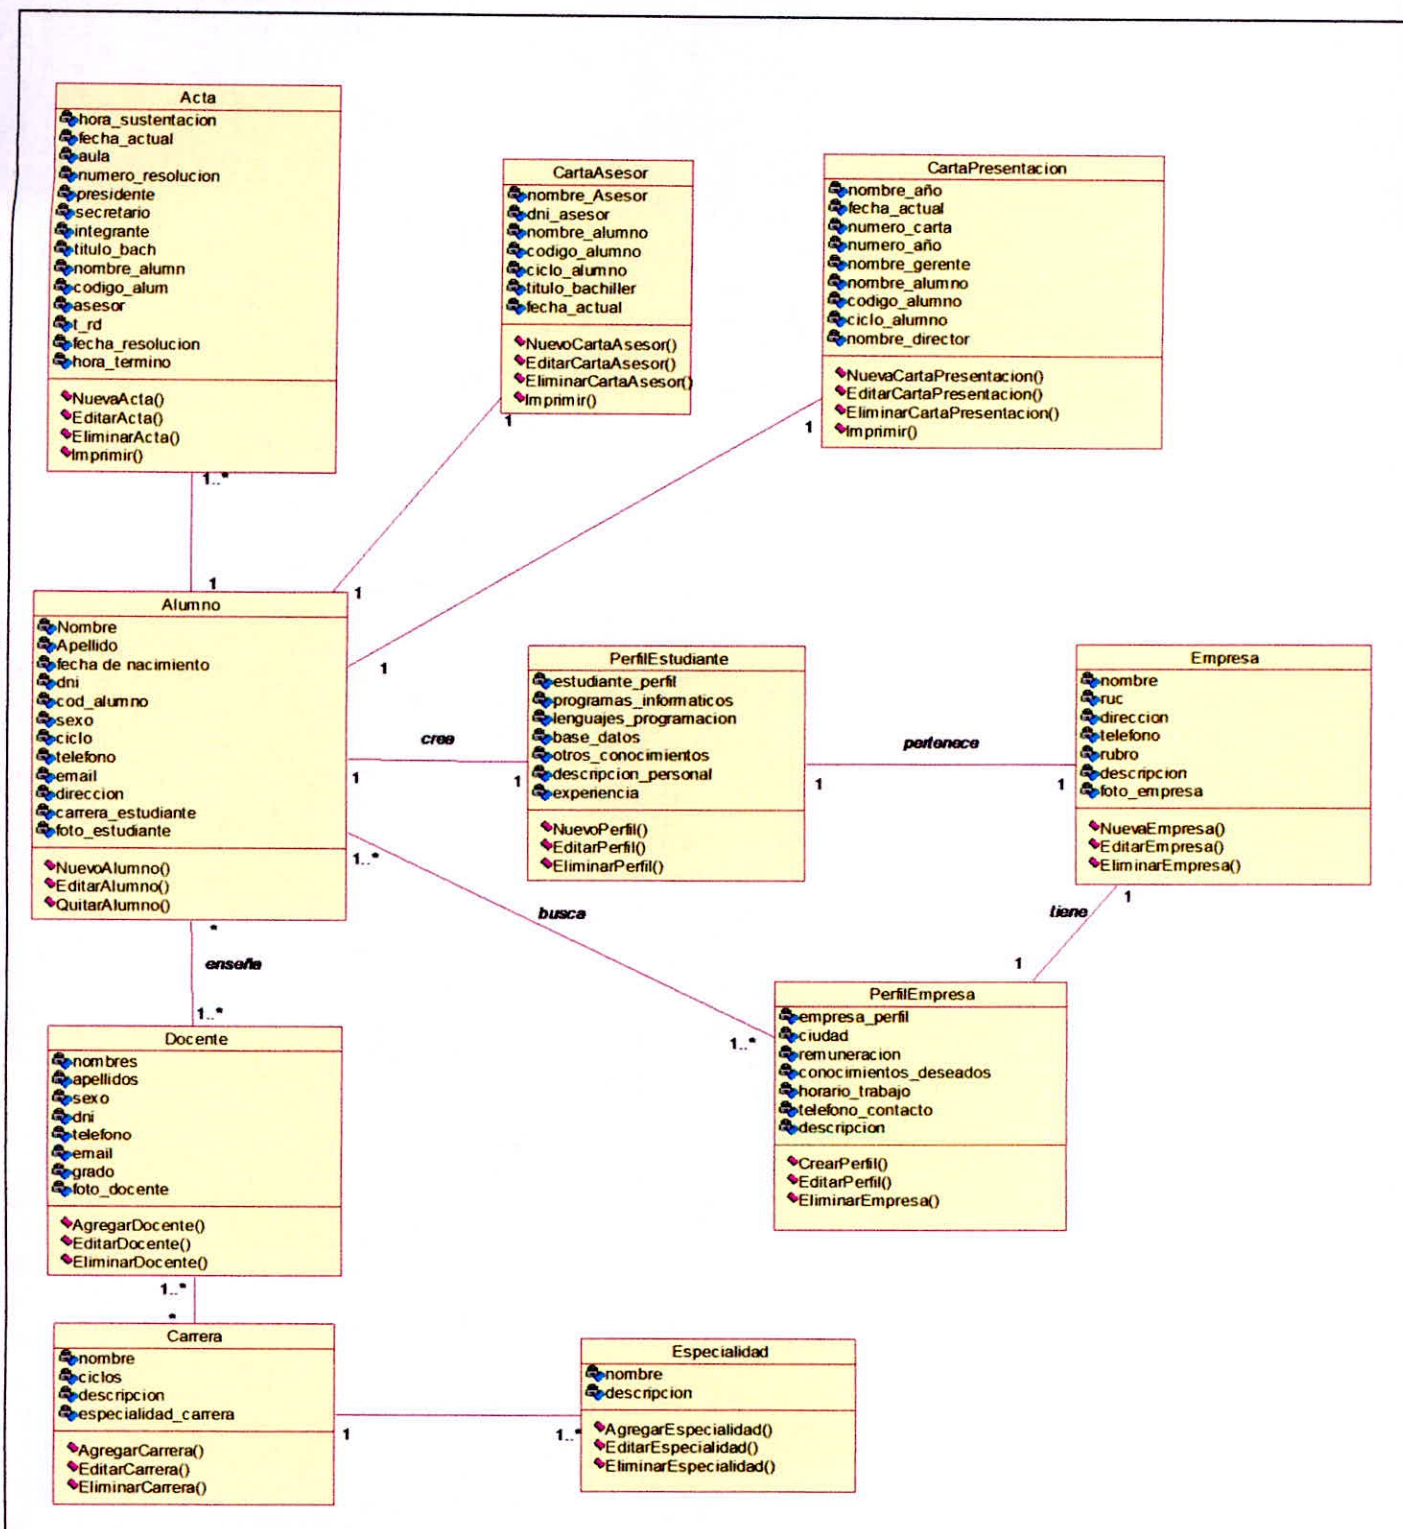 Acta
hora_sustentacion
fecha_actual
aula
numero_resolucion
presidente
secretario
integrante
titulo_bach
nombre_alumn
codigo_alum
asesor
t_rd
fecha_resolucion
hora_termino
NuevaActa()
EditarActa()
EliminarActa()
Imprimir()
1..*
1
CartaAsesor
nombre_Asesor
dni_asesor
nombre_alumno
codigo_alumno
ciclo_alumno
titulo_bachiller
fecha_actual
NuevoCartaAsesor()
EditarCartaAsesor()
EliminarCartaAsesor()
Imprimir()
1
1
CartaPresentacion
nombre_año
fecha_actual
numero_carta
numero_año
nombre_gerente
nombre_alumno
codigo_alumno
ciclo_alumno
nombre_director
NuevaCartaPresentacion()
EditarCartaPresentacion()
EliminarCartaPresentacion()
Imprimir()
1
1
Alumno
Nombre
Apellido
fecha de nacimiento
dni
cod_alumno
sexo
ciclo
telefono
email
direccion
carrera_estudiante
foto_estudiante
NuevoAlumno()
EditarAlumno()
QuitarAlumno()
cree
1
1
PerfilEstudiante
estudiante_perfil
programas_informaticos
lenguajes_programacion
base_datos
otros_conocimientos
descripcion_personal
experiencia
NuevoPerfil()
EditarPerfil()
EliminarPerfil()
pertenece
1
1
Empresa
nombre
ruc
direccion
telefono
rubro
descripcion
foto_empresa
NuevaEmpresa()
EditarEmpresa()
EliminarEmpresa()
1
tiene
1
1..*
busca
1..*
PerfilEmpresa
empresa_perfil
ciudad
remuneracion
conocimientos_deseados
horario_trabajo
telefono_contacto
descripcion
CrearPerfil()
EditarPerfil()
EliminarEmpresa()
*
enseña
1..*
Docente
nombres
apellidos
sexo
dni
telefono
email
grado
foto_docente
AgregarDocente()
EditarDocente()
EliminarDocente()
1..*
*
Carrera
nombre
ciclos
descripcion
especialidad_carrera
AgregarCarrera()
EditarCarrera()
EliminarCarrera()
1
1..*
Especialidad
nombre
descripcion
AgregarEspecialidad()
EditarEspecialidad()
EliminarEspecialidad()